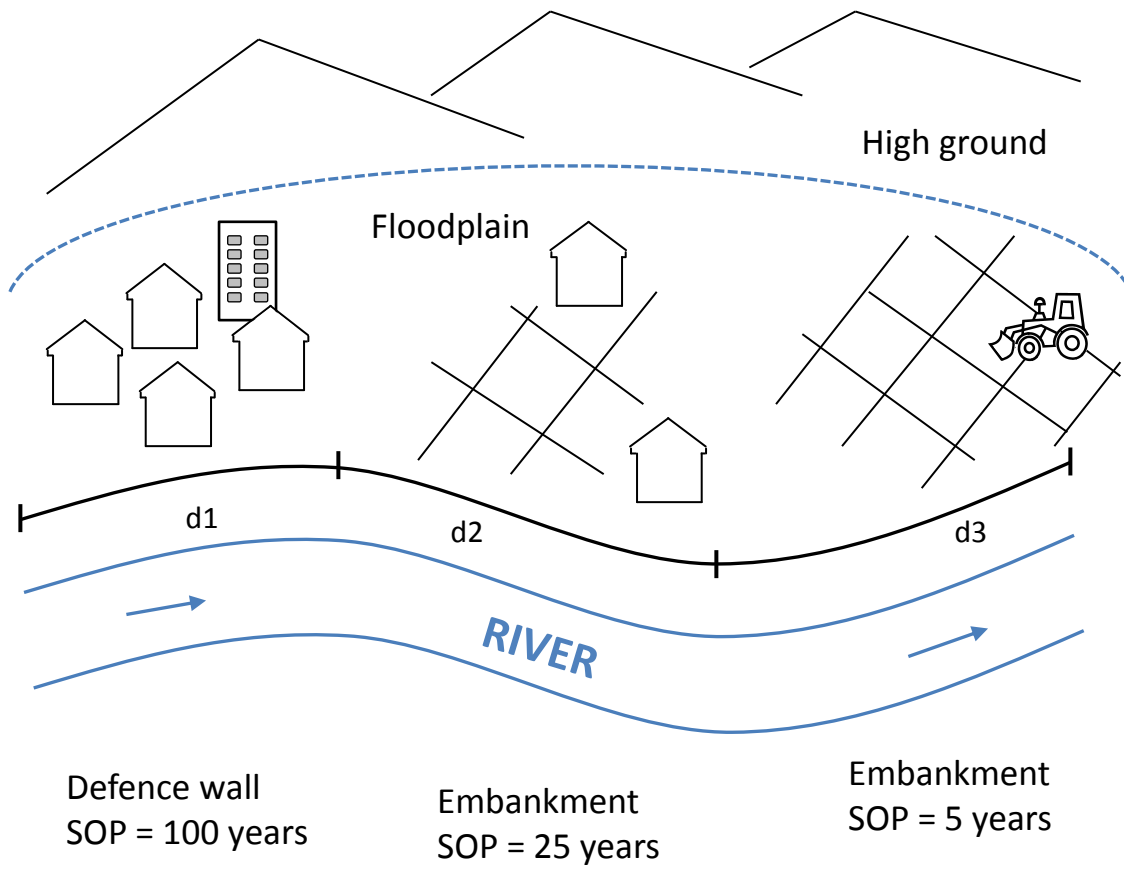 High ground
Floodplain
d1
d2
d3
RIVER
Defence wall
SOP = 100 years
Embankment
SOP = 25 years
Embankment
SOP = 5 years